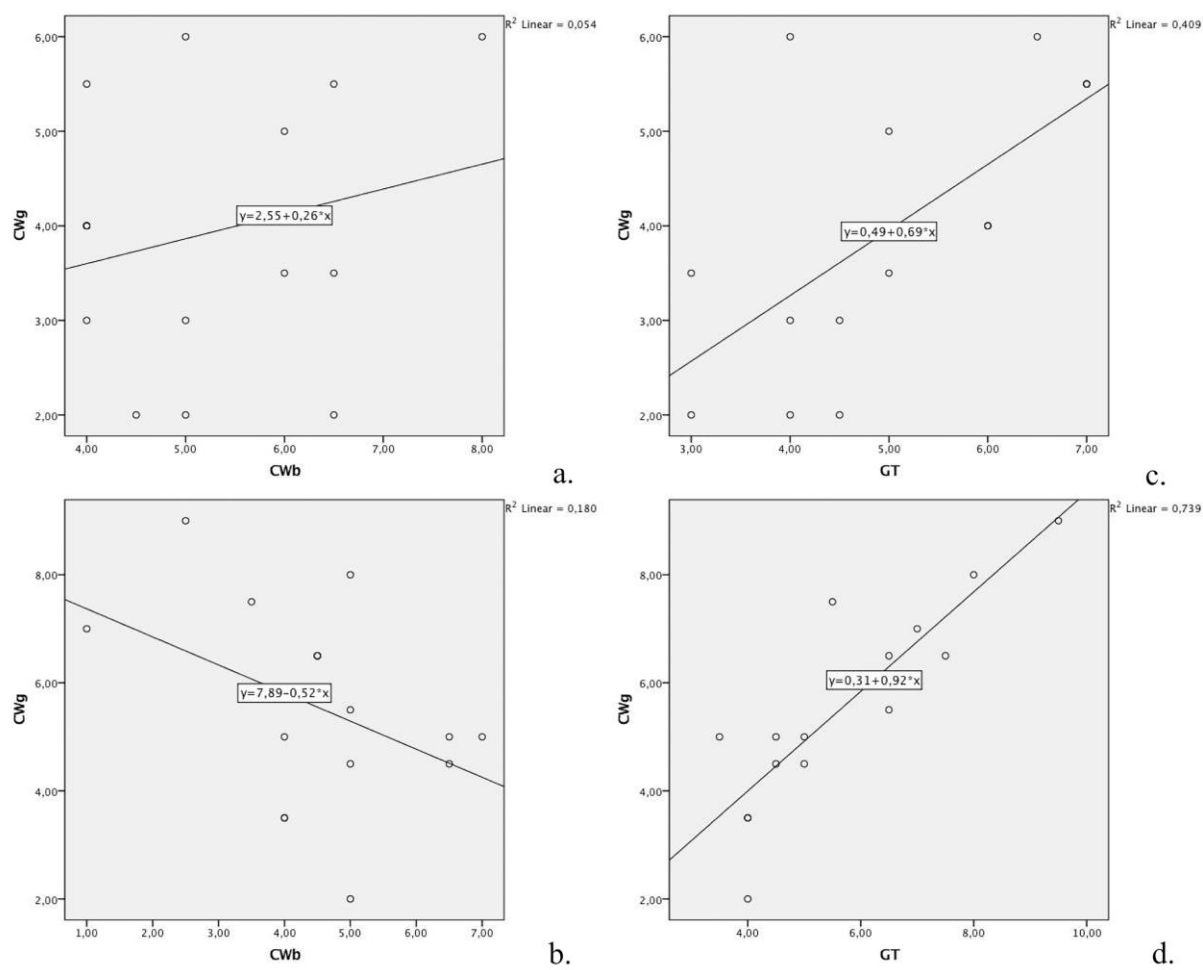 R² Linear = 0,054
6,00
5,00
4,00
3,00
2,00
CWg
y=2,55+0,26*x
4,00 5,00 6,00 7,00 8,00
CWb
a.
R² Linear = 0,409
6,00
5,00
4,00
3,00
2,00
CWg
y=0,49+0,69*x
3,00 4,00 5,00 6,00 7,00
GT
c.
R² Linear = 0,180
8,00
6,00
4,00
2,00
CWg
y=7,89−0,52*x
1,00 2,00 3,00 4,00 5,00 6,00 7,00
CWb
b.
R² Linear = 0,739
8,00
6,00
4,00
2,00
CWg
y=0,31+0,92*x
4,00 6,00 8,00 10,00
GT
d.